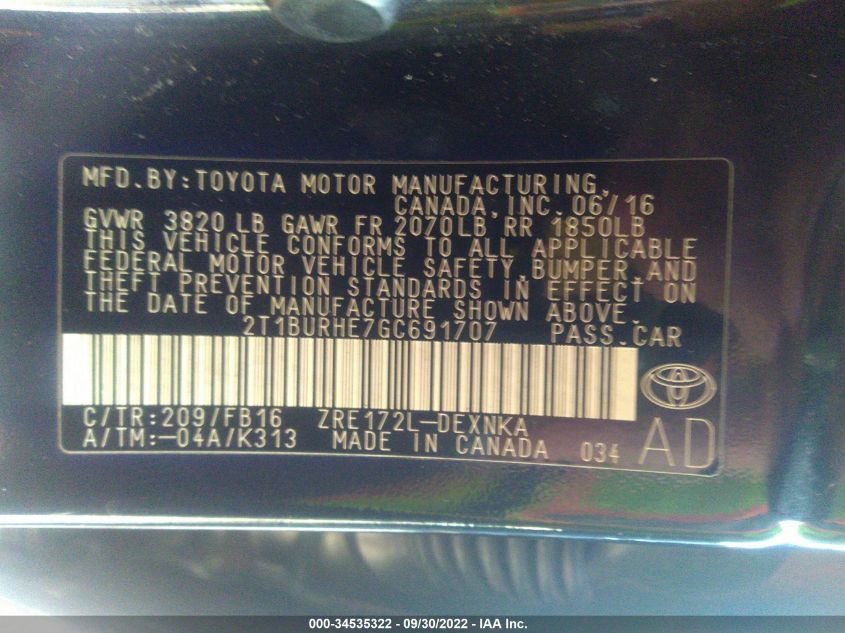 MFD.BY:TOYOTA MOTOR MANUFACTURING,
CANADA,INC. 06/16
GVWR 3820 LB GAWR FR 2070LB RR 1850LB
THIS VEHICLE CONFORMS TO ALL APPLICABLE
FEDERAL MOTOR VEHICLE SAFETY,BUMPER,AND
THEFT PREVENTION STANDARDS IN EFFECT ON
THE DATE OF MANUFACTURE SHOWN ABOVE.
2T1BURHE7GC691707 PASS.CAR
C/TR:209/FB16 ZRE172L-DEXNKA
A/TM:-04A/K313 MADE IN CANADA 034 AD
000-34535322 - 09/30/2022 - IAA Inc.